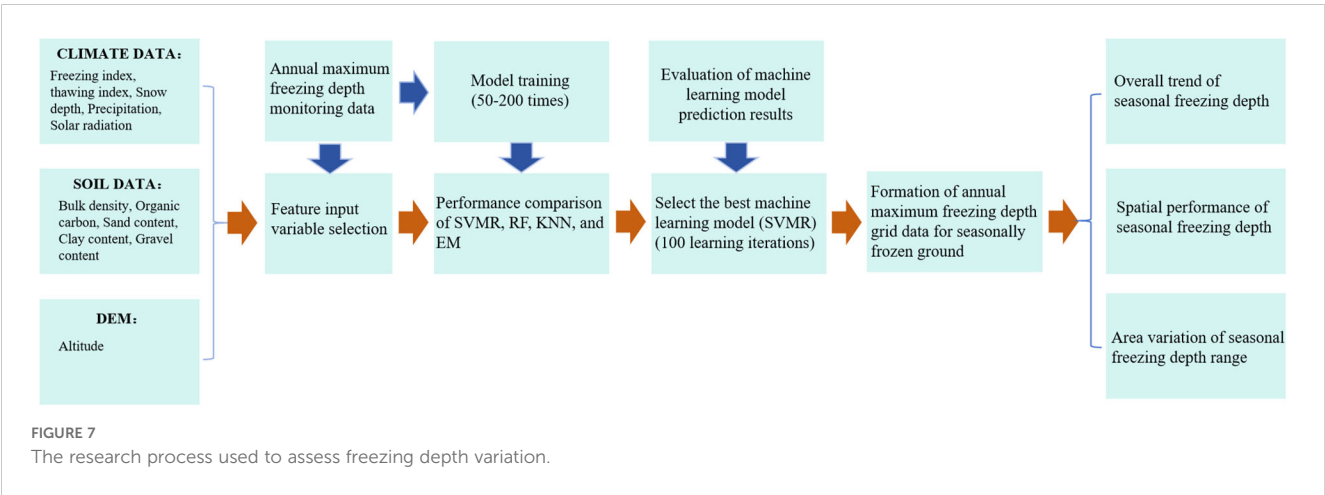 CLIMATE DATA:
Freezing index,
thawing index, Snow
depth, Precipitation,
Solar radiation
SOIL DATA:
Bulk density, Organic
carbon, Sand content,
Clay content, Gravel
content
DEM:
Altitude
Annual maximum
freezing depth
monitoring data
Feature input
variable selection
Model training
(50-200 times)
Performance comparison
of SVMR, RF, KNN, and
EM
Evaluation of machine
learning model
prediction results
Select the best machine
learning model (SVMR)
(100 learning iterations)
Formation of annual
maximum freezing depth
grid data for seasonally
frozen ground
Overall trend of
seasonal freezing depth
Spatial performance of
seasonal freezing depth
Area variation of seasonal
freezing depth range
FIGURE 7
The research process used to assess freezing depth variation.